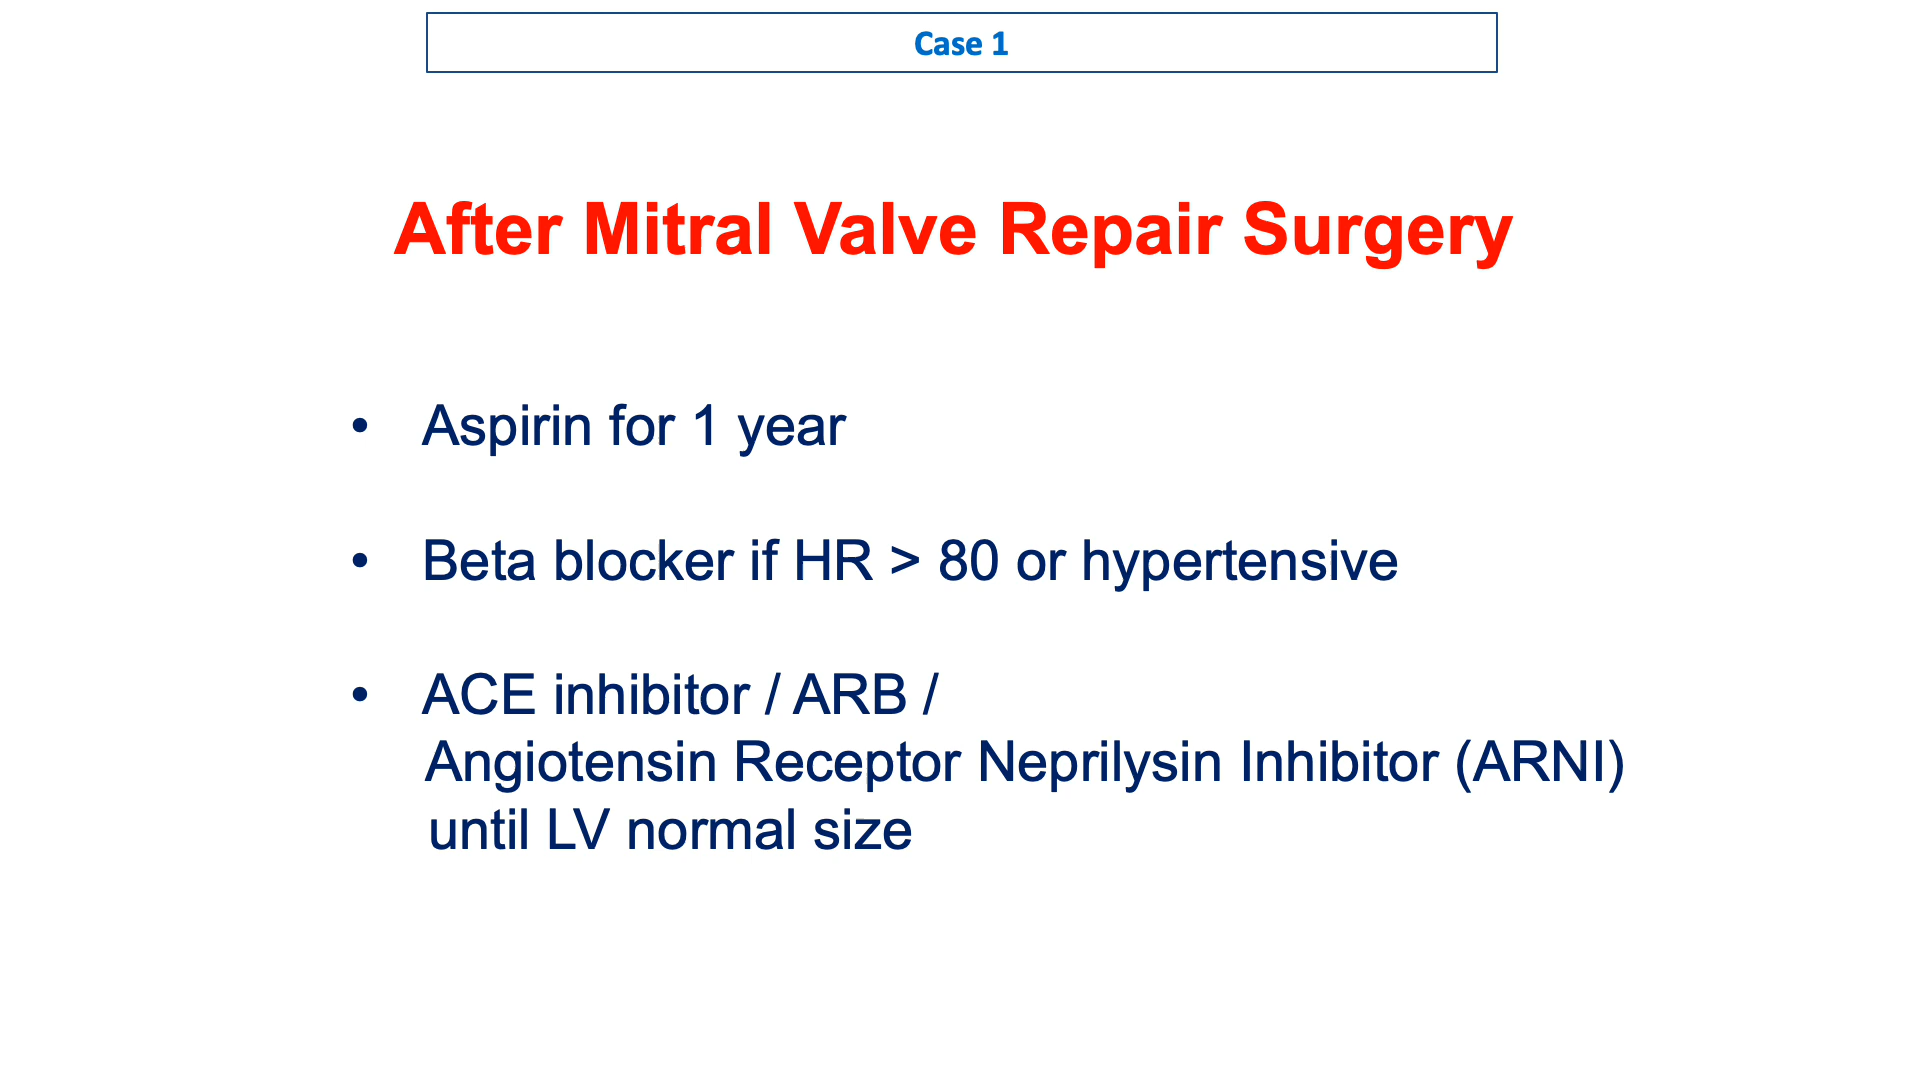 Case 1
After Mitral Valve Repair Surgery
• Aspirin for 1 year
• Beta blocker if HR > 80 or hypertensive
• ACE inhibitor / ARB /
Angiotensin Receptor Neprilysin Inhibitor (ARNI)
until LV normal size